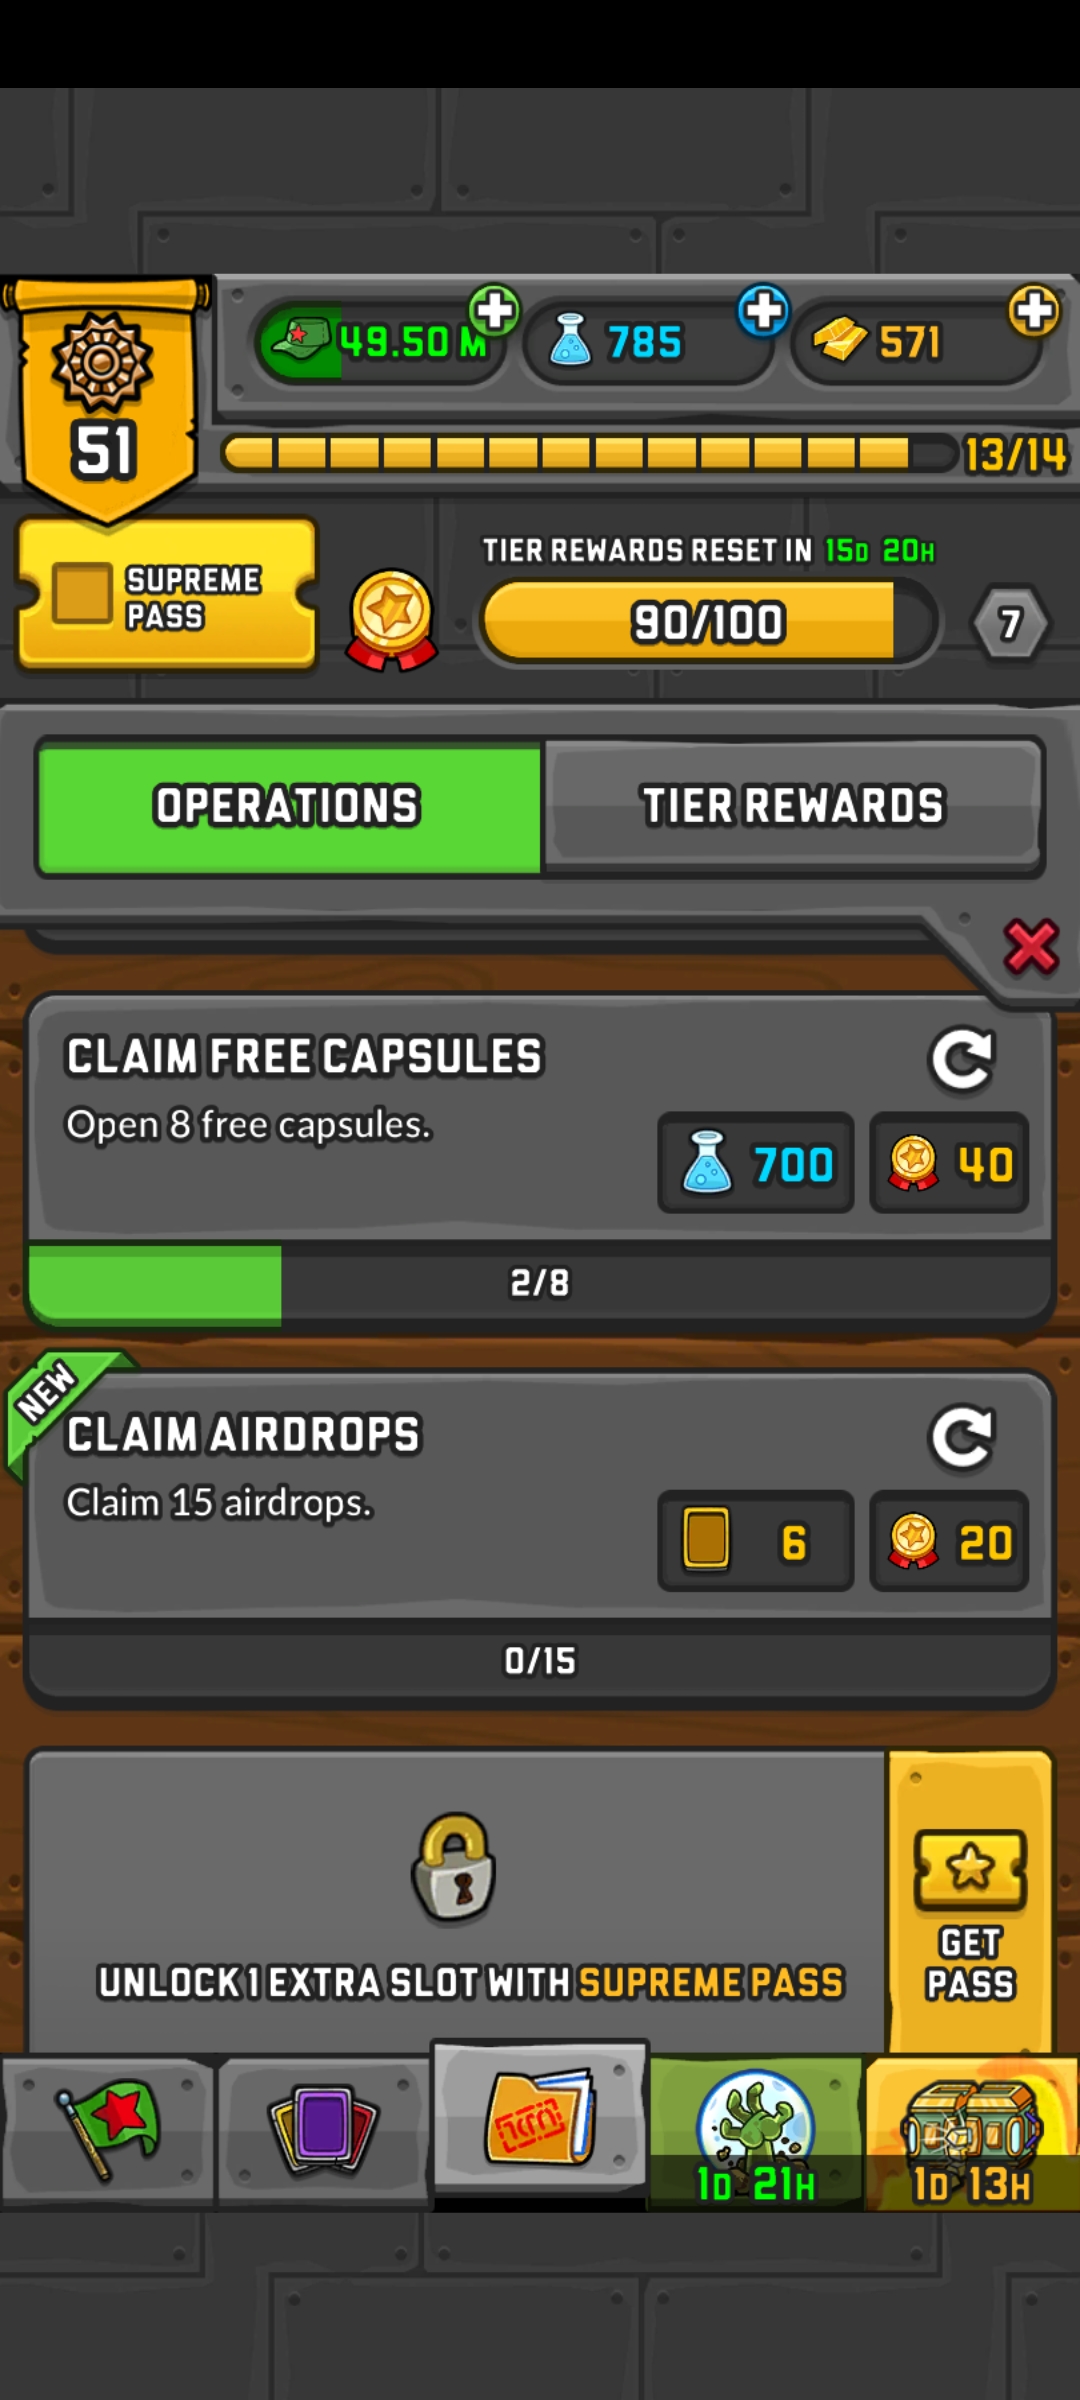 49.50 M
785
571
51
13/14
SUPREME
PASS
TIER REWARDS RESET IN 15D 20H
90/100
7
OPERATIONS
TIER REWARDS
CLAIM FREE CAPSULES
Open 8 free capsules.
700
40
2/8
NEW
CLAIM AIRDROPS
Claim 15 airdrops.
6
20
0/15
UNLOCK 1 EXTRA SLOT WITH SUPREME PASS
GET
PASS
1D 21H
1D 13H